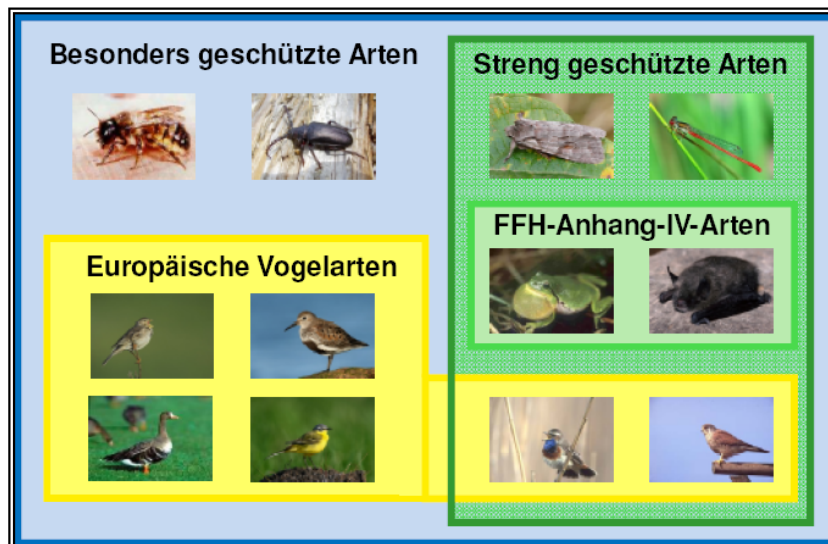 Besonders geschützte Arten
Streng geschützte Arten
FFH-Anhang-IV-Arten
Europäische Vogelarten